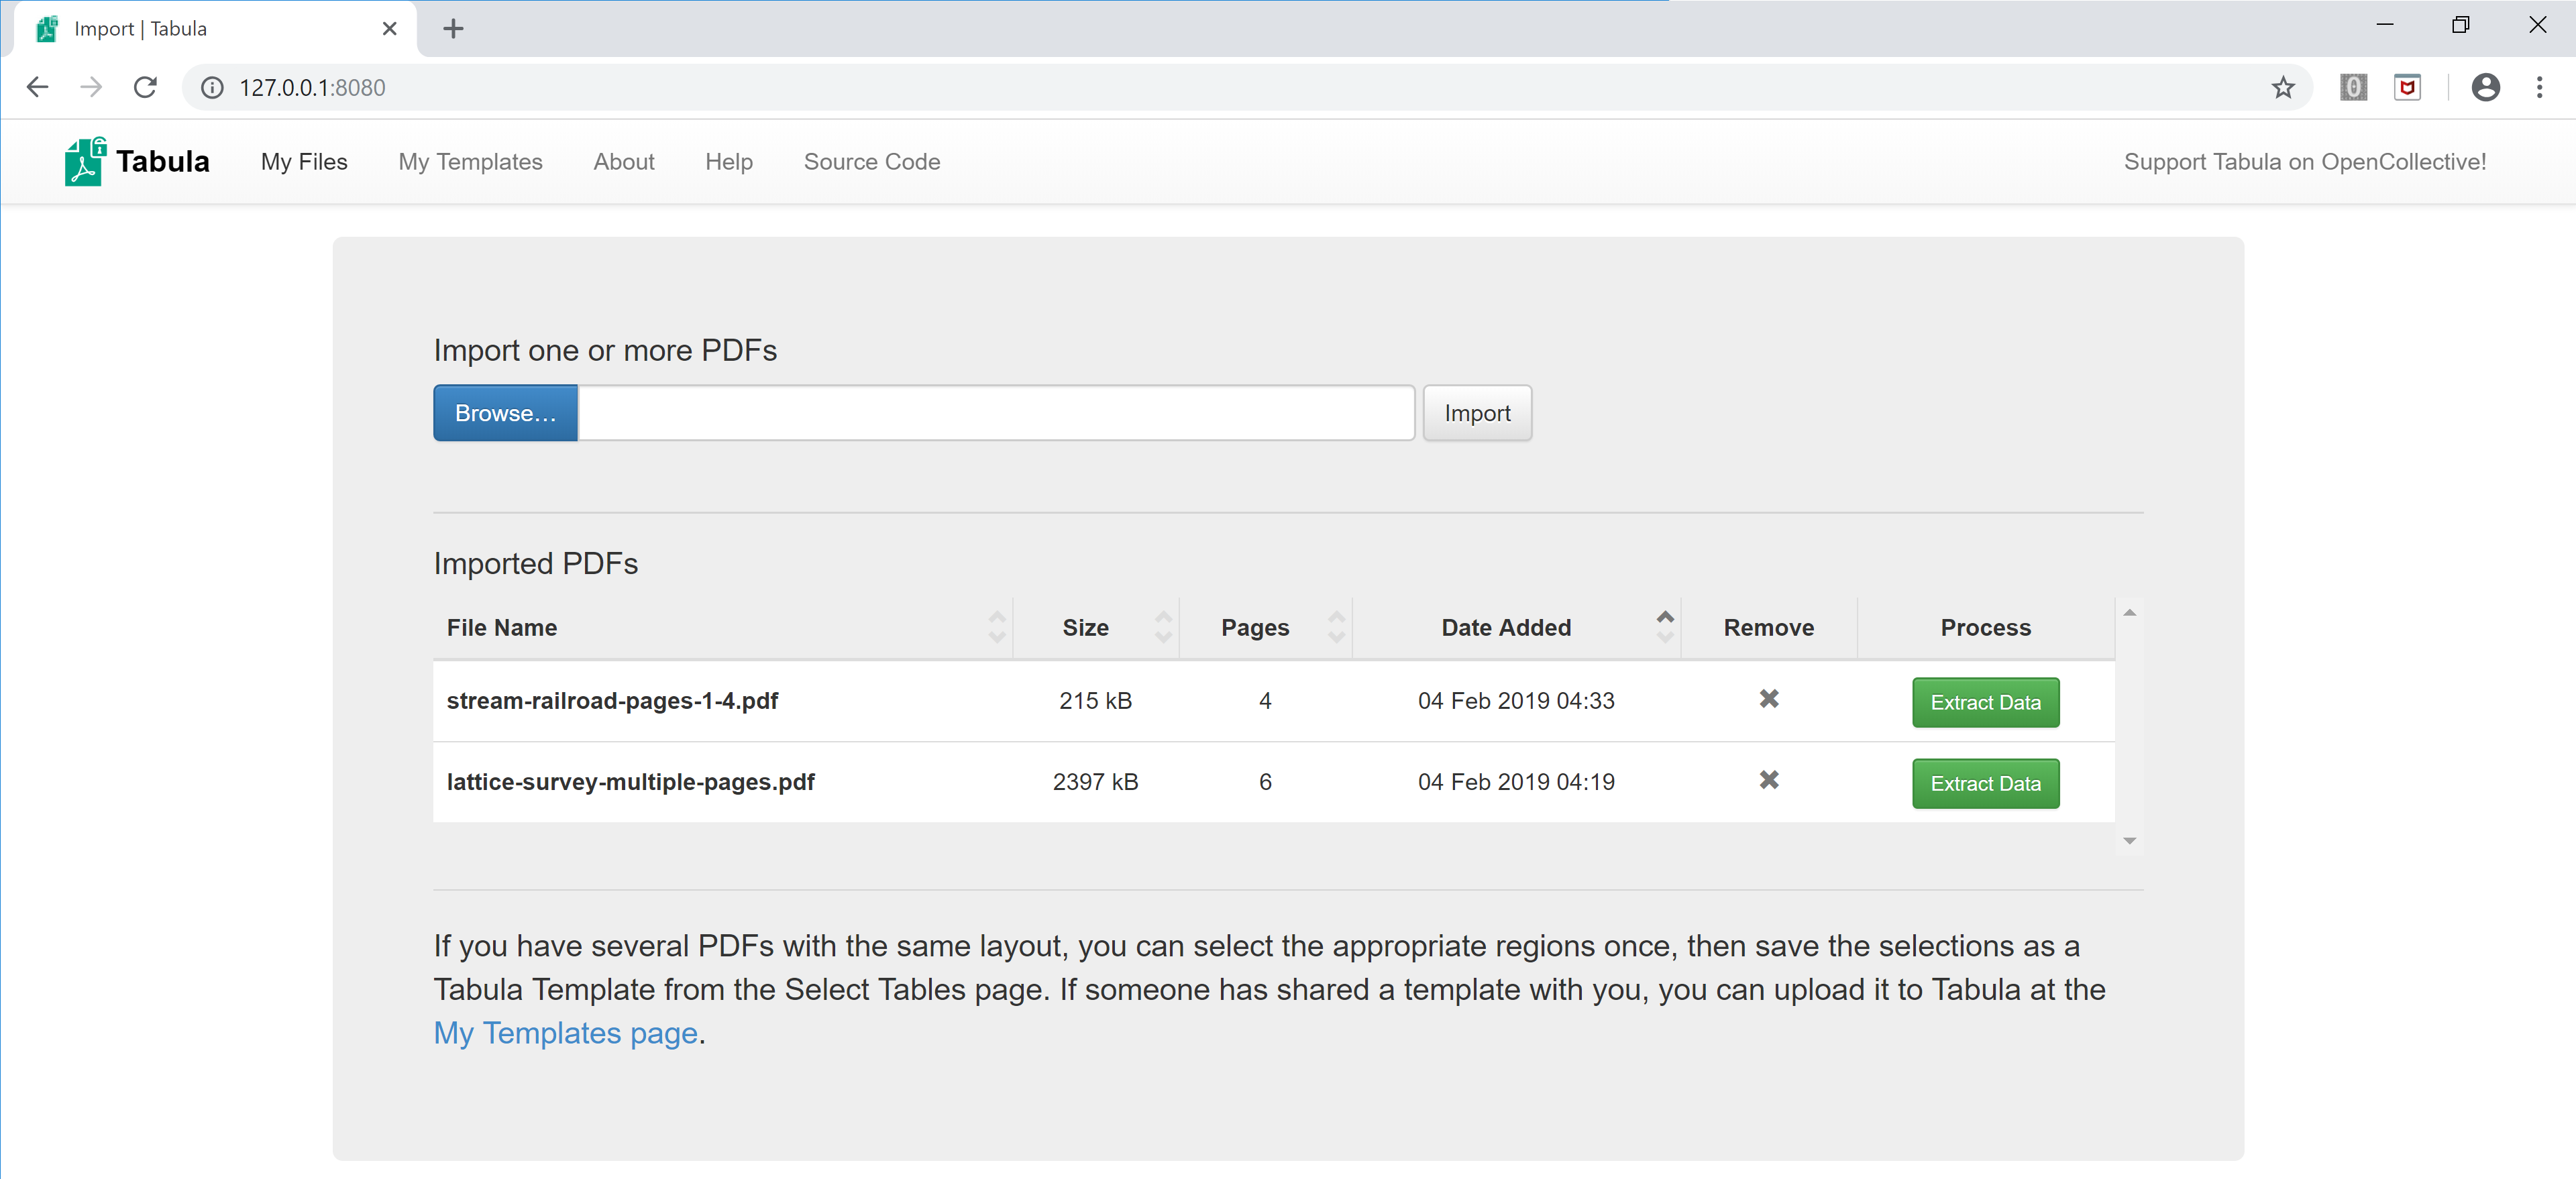 Import | Tabula
127.0.0.1:8080
Tabula My Files My Templates About Help Source Code Support Tabula on OpenCollective!
Import one or more PDFs
Browse... Import
Imported PDFs
File Name Size Pages Date Added Remove Process
stream-railroad-pages-1-4.pdf 215 kB 4 04 Feb 2019 04:33 Extract Data
lattice-survey-multiple-pages.pdf 2397 kB 6 04 Feb 2019 04:19 Extract Data
If you have several PDFs with the same layout, you can select the appropriate regions once, then save the selections as a
Tabula Template from the Select Tables page. If someone has shared a template with you, you can upload it to Tabula at the
My Templates page.